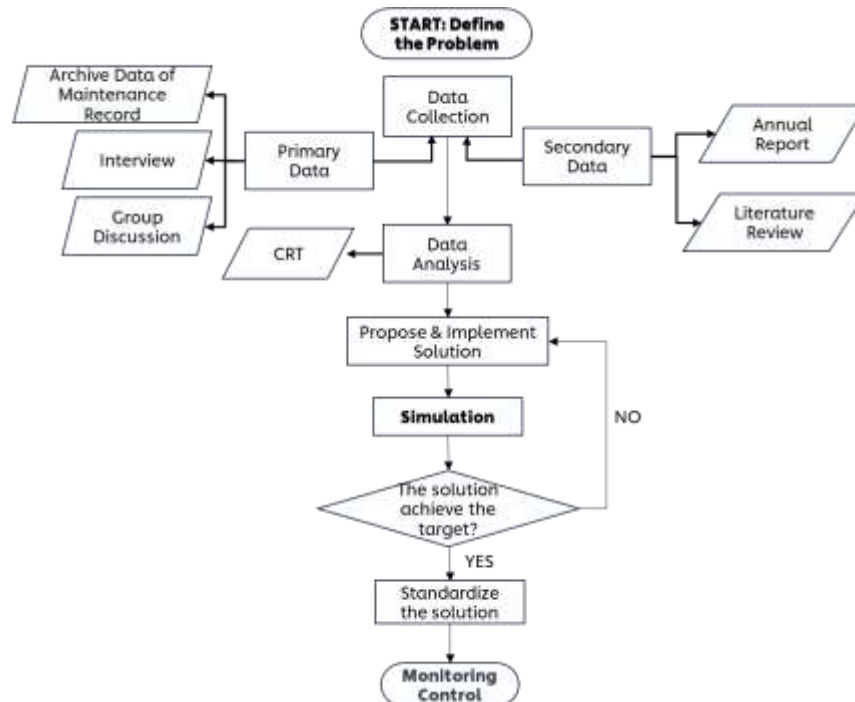 START: Define
the Problem
Archive Data of
Maintenance
Record
Data
Collection
Annual
Report
Interview
Primary
Data
Secondary
Data
Group
Discussion
Literature
Review
CRT
Data
Analysis
Propose & Implement
Solution
Simulation
NO
The solution
achieve the
target?
YES
Standardize
the solution
Monitoring
Control